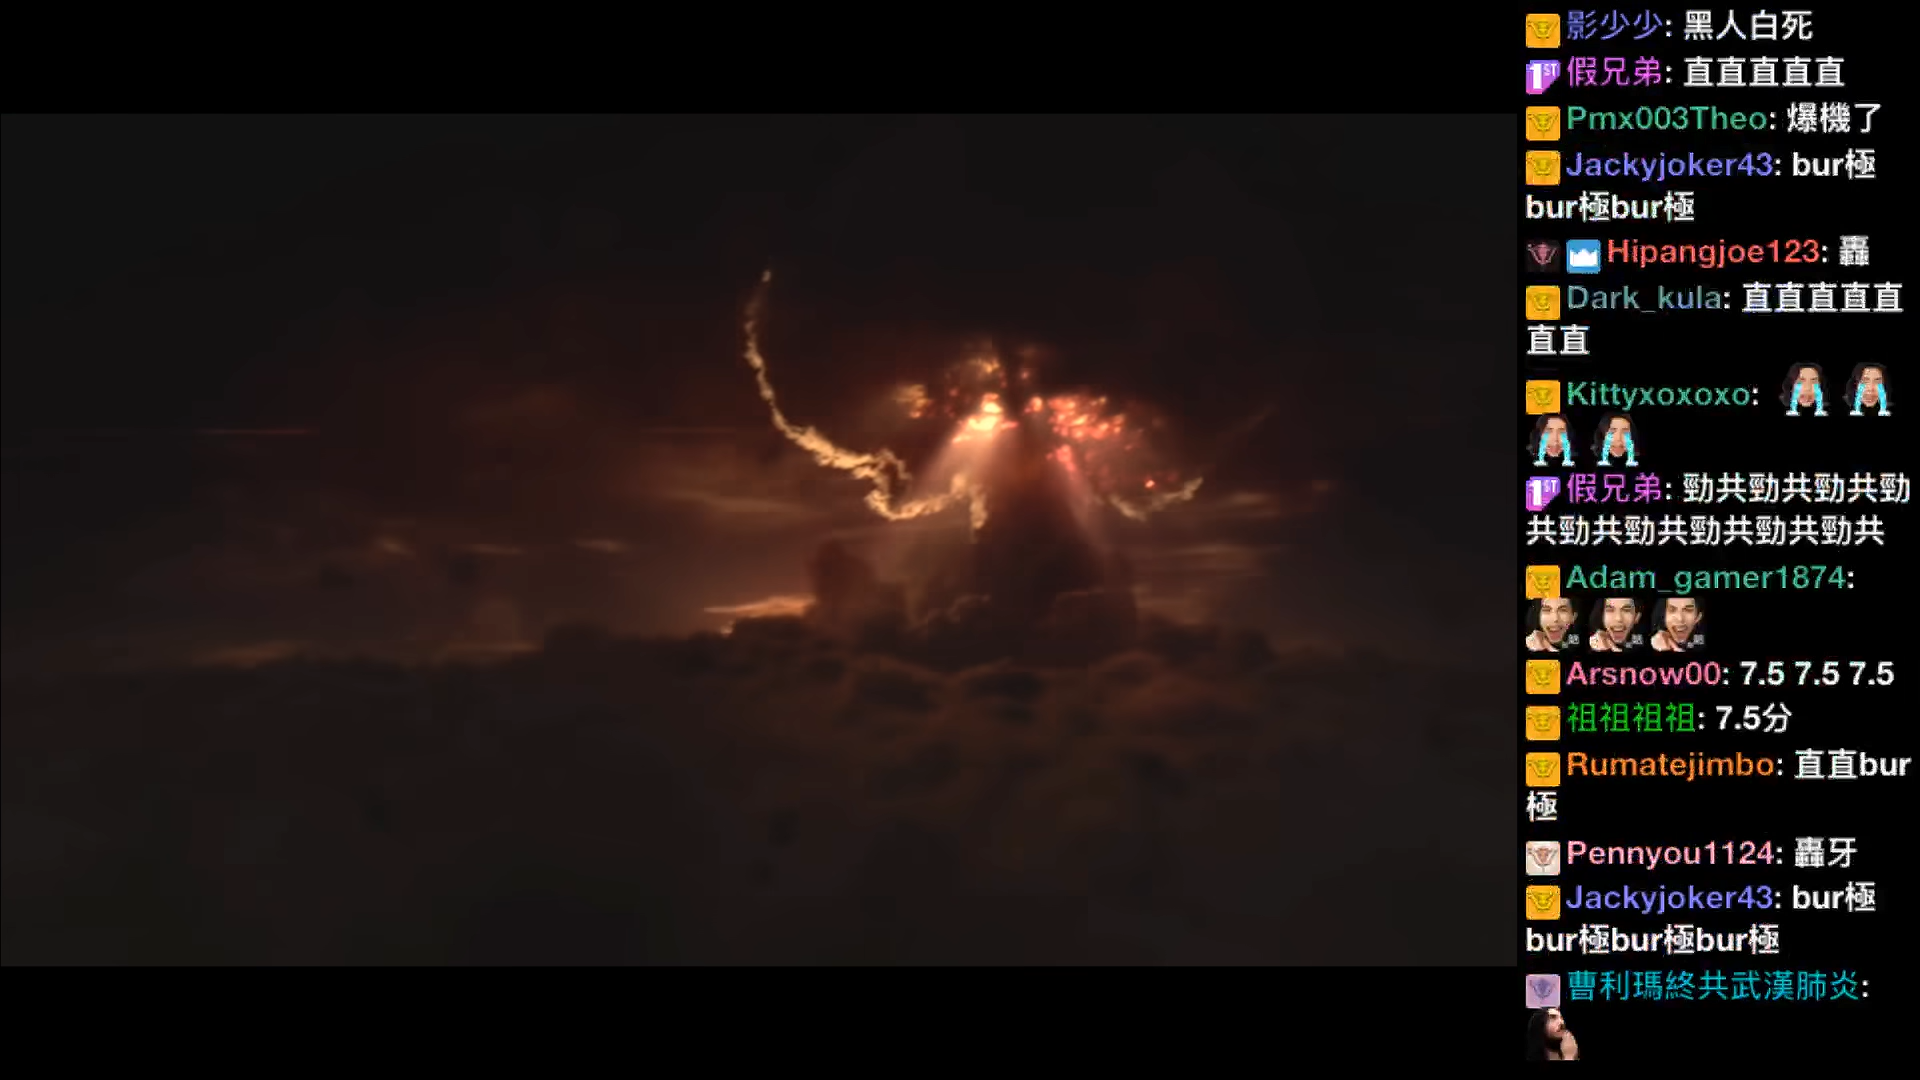 影少少: 黑人白死
1ST 假兄弟: 直直直直直
Pmx003Theo: 爆機了
Jackyjoker43: bur極
bur極bur極
Hipangjoe123: 轟
Dark_kula: 直直直直直
直直
Kittyxoxoxo:
1ST 假兄弟: 勁共勁共勁共勁
共勁共勁共勁共勁共勁共
Adam_gamer1874:
Arsnow00: 7.5 7.5 7.5
祖祖祖祖: 7.5分
Rumatejimbo: 直直bur
極
Pennyou1124: 轟牙
Jackyjoker43: bur極
bur極bur極bur極
曹利瑪終共武漢肺炎: